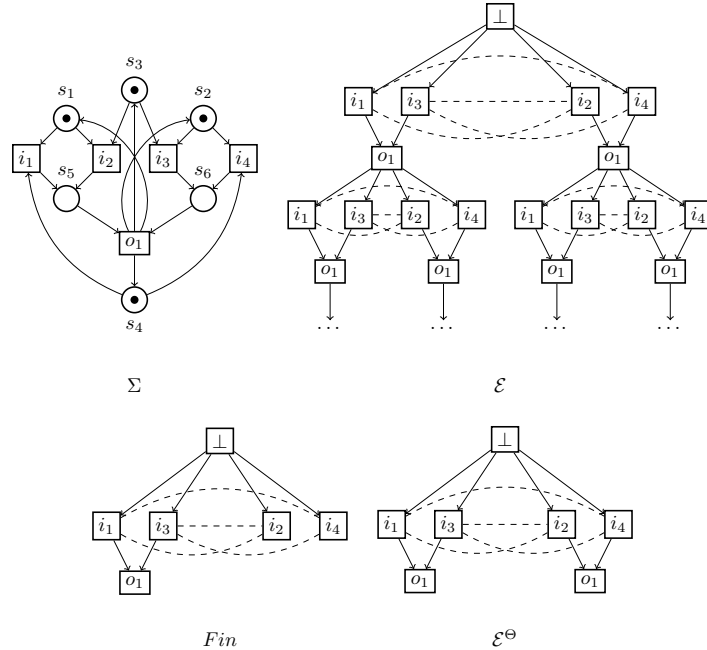 ⊥
s₃
s₁ s₂
i₁ i₃ i₂ i₄
i₁ i₂ i₃ i₄
o₁ o₁
s₅ s₆
i₁ i₃ i₂ i₄ i₁ i₃ i₂ i₄
o₁
o₁ o₁ o₁ o₁
s₄
... ... ... ...
Σ ℰ
⊥ ⊥
i₁ i₃ i₂ i₄ i₁ i₃ i₂ i₄
o₁ o₁ o₁
Fin ℰ^Θ